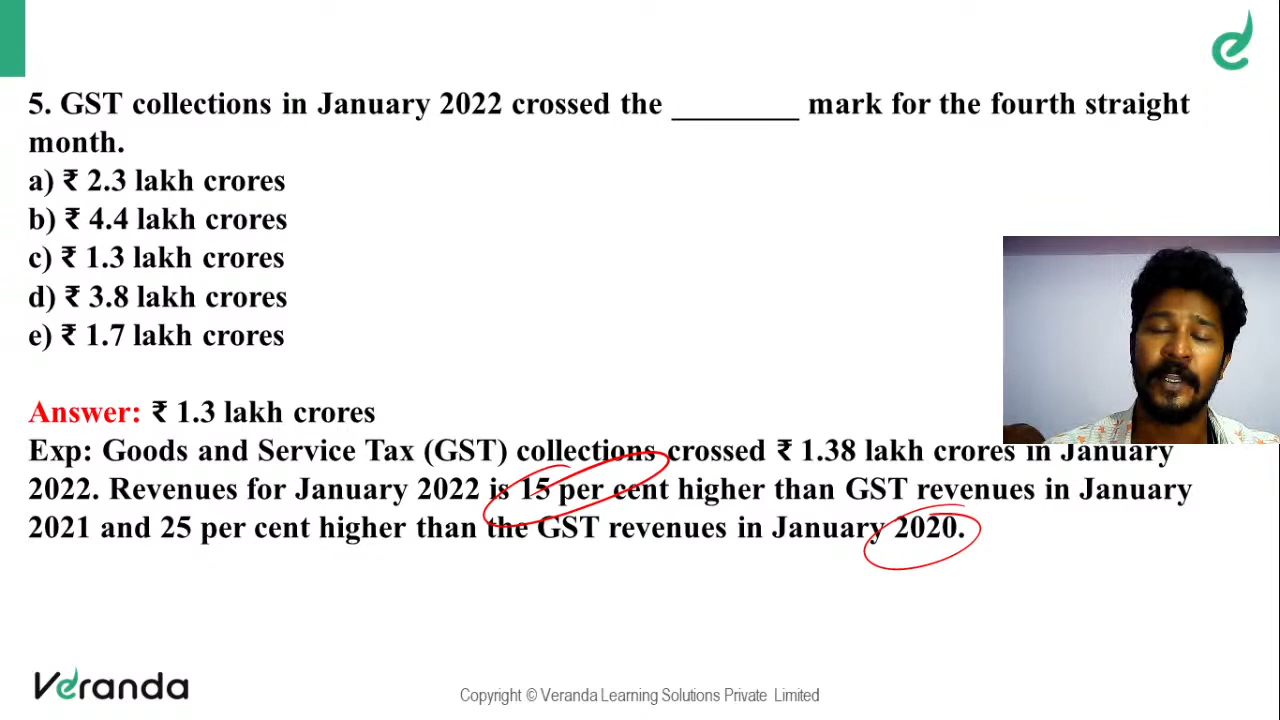 5. GST collections in January 2022 crossed the ________ mark for the fourth straight
month.
a) ₹ 2.3 lakh crores
b) ₹ 4.4 lakh crores
c) ₹ 1.3 lakh crores
d) ₹ 3.8 lakh crores
e) ₹ 1.7 lakh crores
Answer: ₹ 1.3 lakh crores
Exp: Goods and Service Tax (GST) collections crossed ₹ 1.38 lakh crores in January
2022. Revenues for January 2022 is 15 per cent higher than GST revenues in January
2021 and 25 per cent higher than the GST revenues in January 2020.
Veranda
Copyright © Veranda Learning Solutions Private Limited